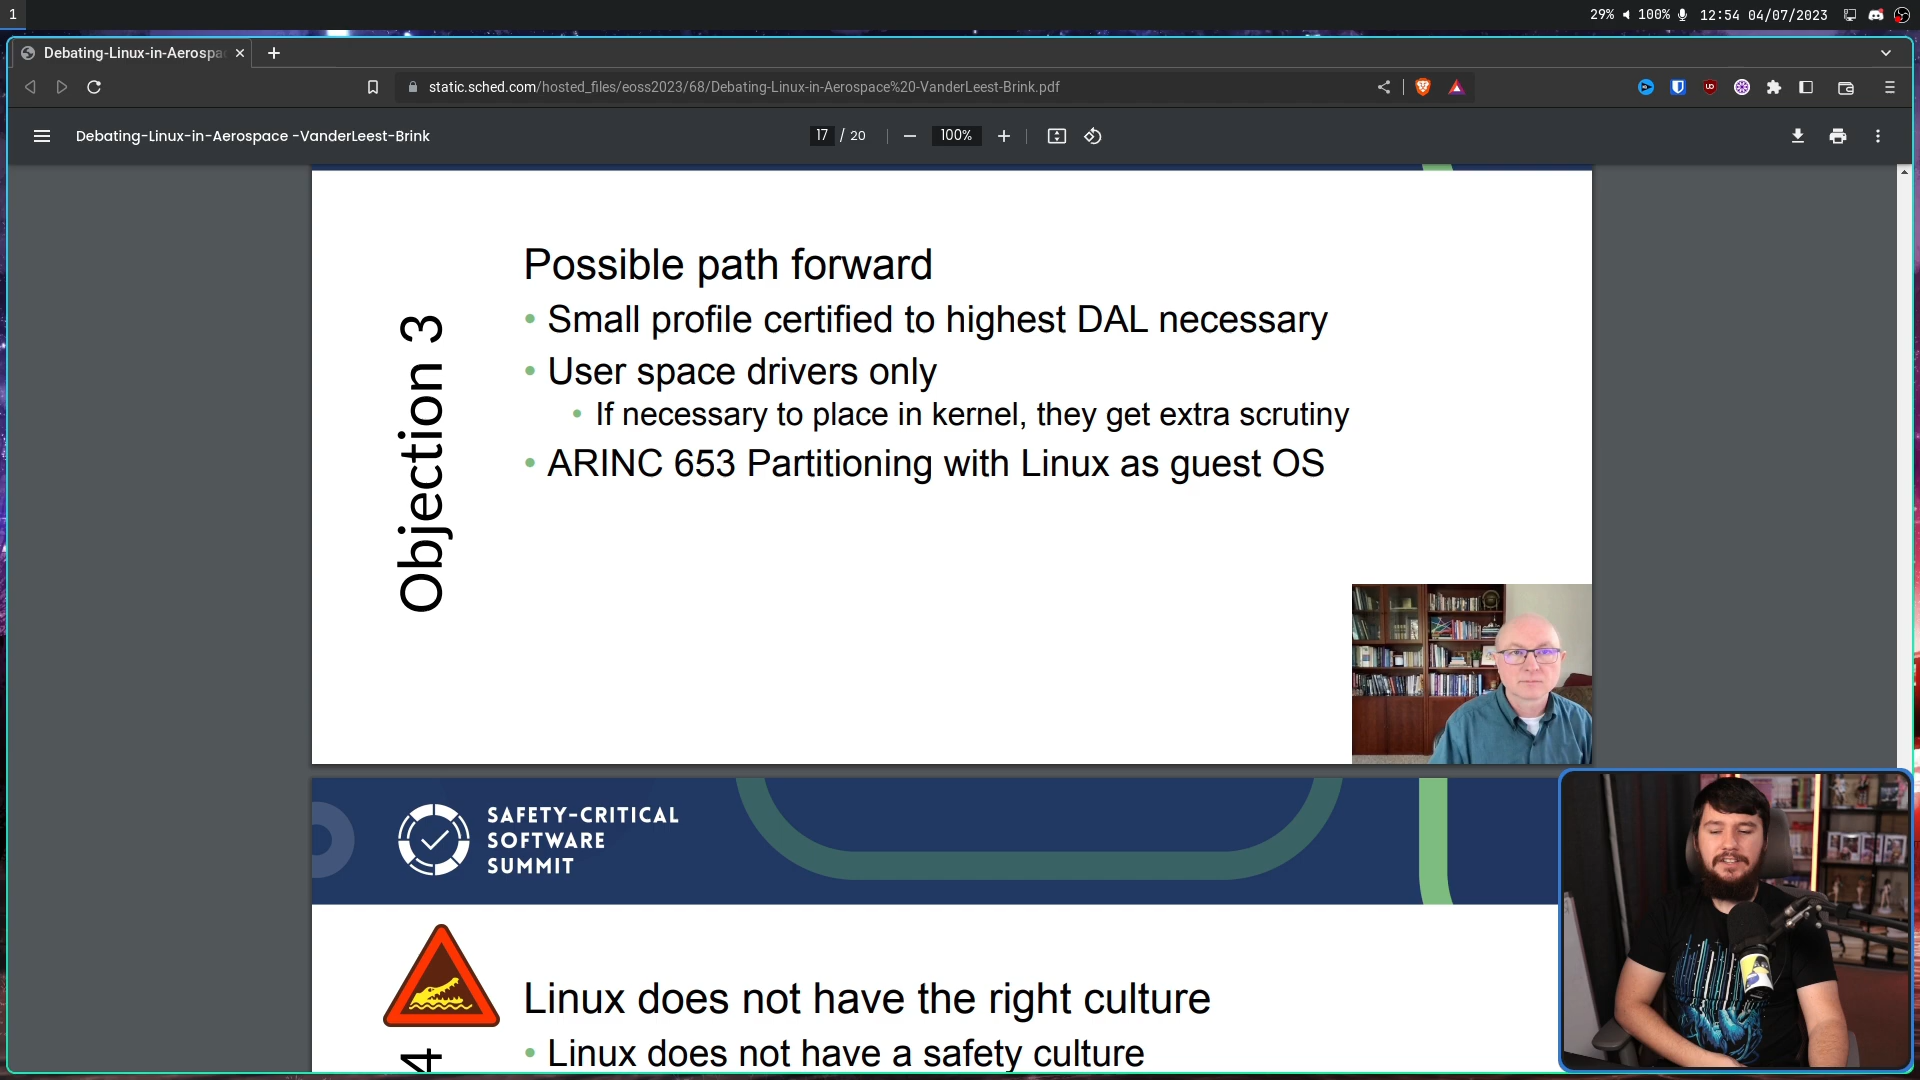 1
29% 100% 12:54 04/07/2023
Debating-Linux-in-Aerospa
static.sched.com/hosted_files/eoss2023/68/Debating-Linux-in-Aerospace%20-VanderLeest-Brink.pdf
Debating-Linux-in-Aerospace -VanderLeest-Brink
17 / 20
100%
Objection 3
Possible path forward
• Small profile certified to highest DAL necessary
• User space drivers only
• If necessary to place in kernel, they get extra scrutiny
• ARINC 653 Partitioning with Linux as guest OS
SAFETY-CRITICAL
SOFTWARE
SUMMIT
4
Linux does not have the right culture
• Linux does not have a safety culture